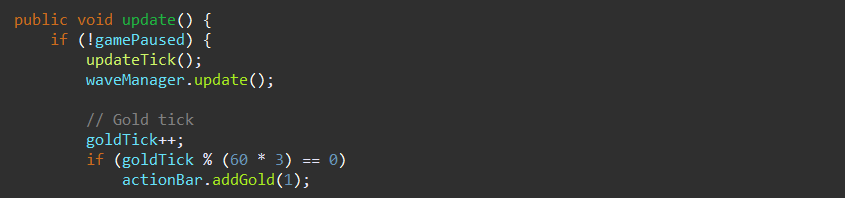 public void update() {
    if (!gamePaused) {
        updateTick();
        waveManager.update();

        // Gold tick
        goldTick++;
        if (goldTick % (60 * 3) == 0)
            actionBar.addGold(1);